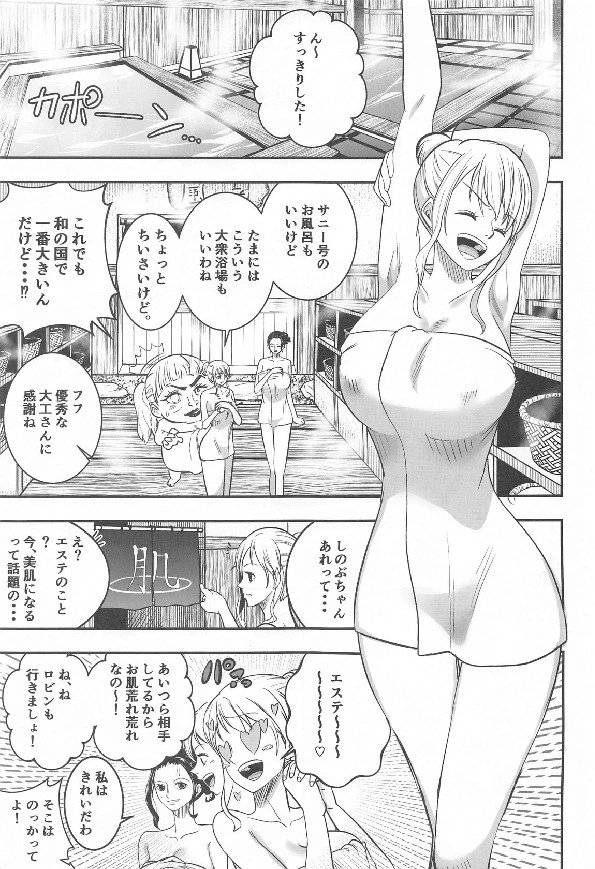 ん〜
すっきりした！
カポーーン…
サニー号の
お風呂も
いいけど
たまには
こういう
大衆浴場も
いいわね
ちょっと
ちいさいけど。
これでも
和の国で
一番大きいん
だけど・・・!?
フフ
優秀な
大工さんに
感謝ね
しのぶちゃん
あれって・・・
肌
え？
エステのこと
？
今、美肌になる
って話題の・・・
エステ〜〜〜
〜〜〜〜〜〜♡
パン
あいつら相手
してるから
お肌荒れ荒れ
なの〜！
ね、ね
ロビンも
行きましょ！
私は
きれいだわ
そこは
のっかって
よ！